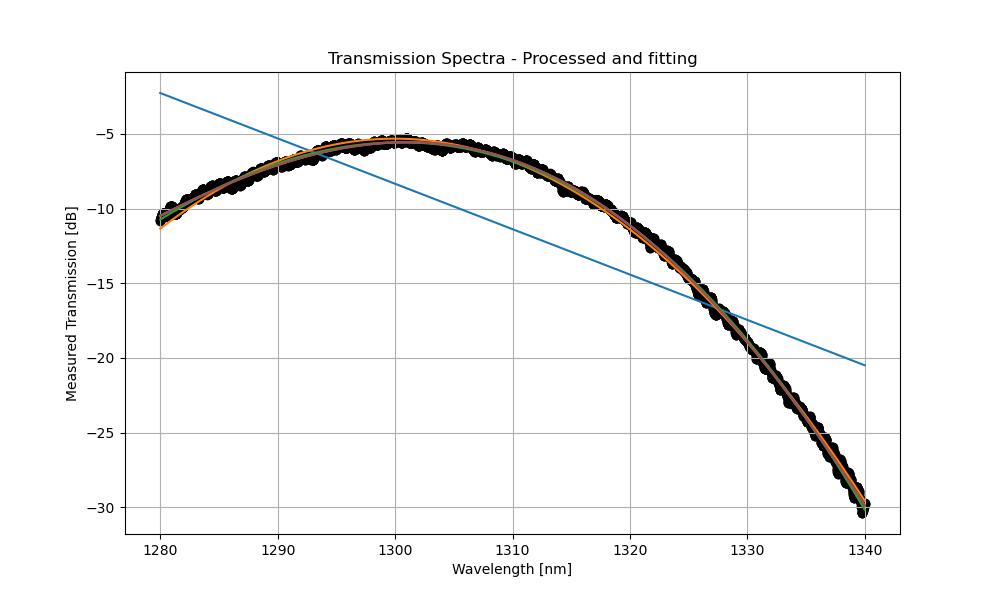 Transmission Spectra - Processed and fitting
Measured Transmission [dB]
−5
−10
−15
−20
−25
−30
1280 1290 1300 1310 1320 1330 1340
Wavelength [nm]